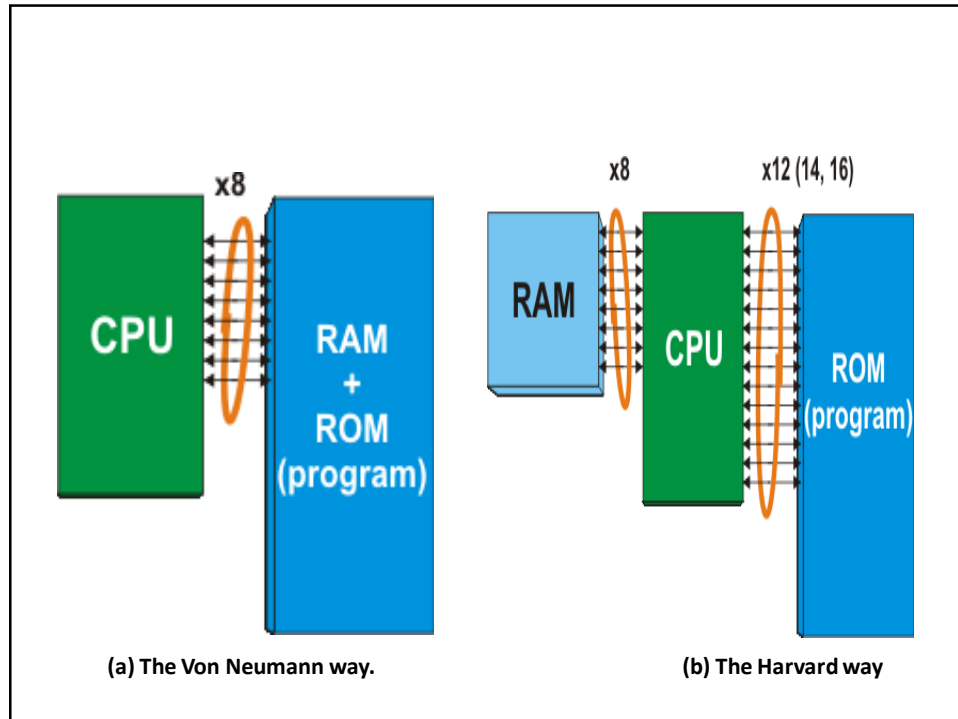 x8
CPU
RAM
+
ROM
(program)
(a) The Von Neumann way.
x8
x12 (14, 16)
RAM
CPU
ROM
(program)
(b) The Harvard way